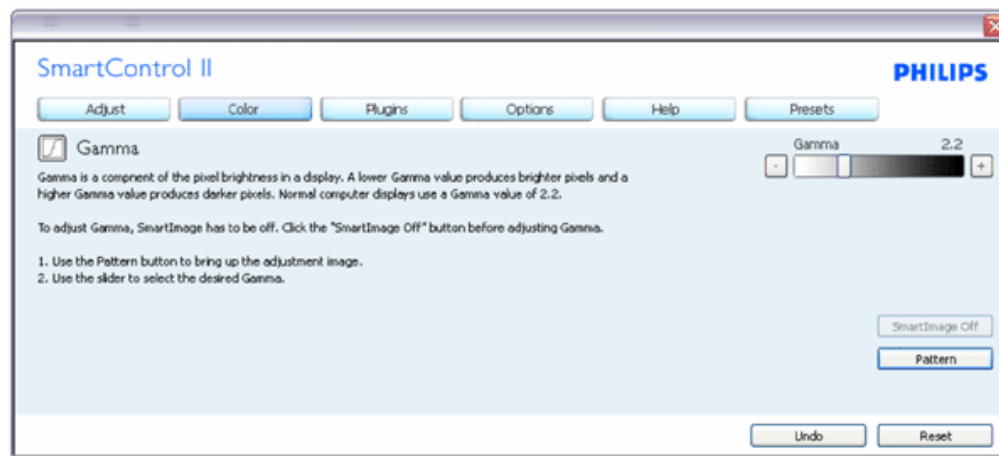 SmartControl II
PHILIPS
Adjust
Color
Plugins
Options
Help
Presets
Gamma
Gamma 2.2
- +
Gamma is a compnent of the pixel brightness in a display. A lower Gamma value produces brighter pixels and a
higher Gamma value produces darker pixels. Normal computer displays use a Gamma value of 2.2.
To adjust Gamma, SmartImage has to be off. Click the "SmartImage Off" button before adjusting Gamma.
1. Use the Pattern button to bring up the adjustment image.
2. Use the slider to select the desired Gamma.
SmartImage Off
Pattern
Undo
Reset